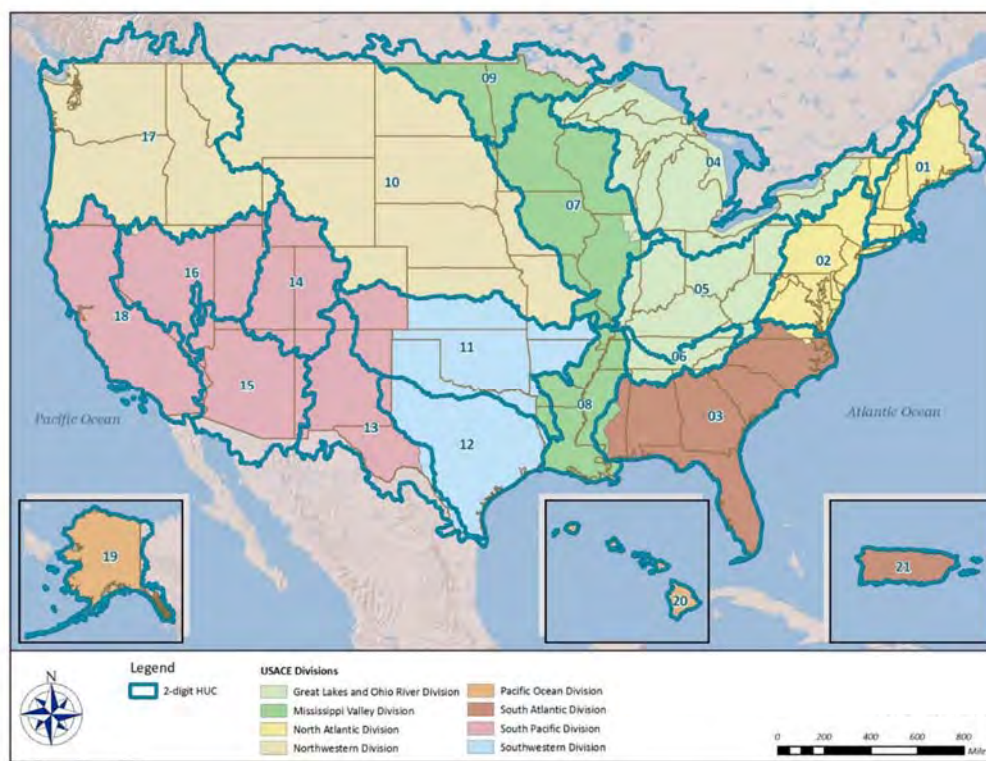 09
17
04
01
10
07
02
16
14
05
18
11
06
15
03
Pacific Ocean
Atlantic Ocean
13
12
08
19
20
21
N
Legend
2-digit HUC
USACE Divisions
Great Lakes and Ohio River Division
Mississippi Valley Division
North Atlantic Division
Northwestern Division
Pacific Ocean Division
South Atlantic Division
South Pacific Division
Southwestern Division
0 200 400 600 800
Miles